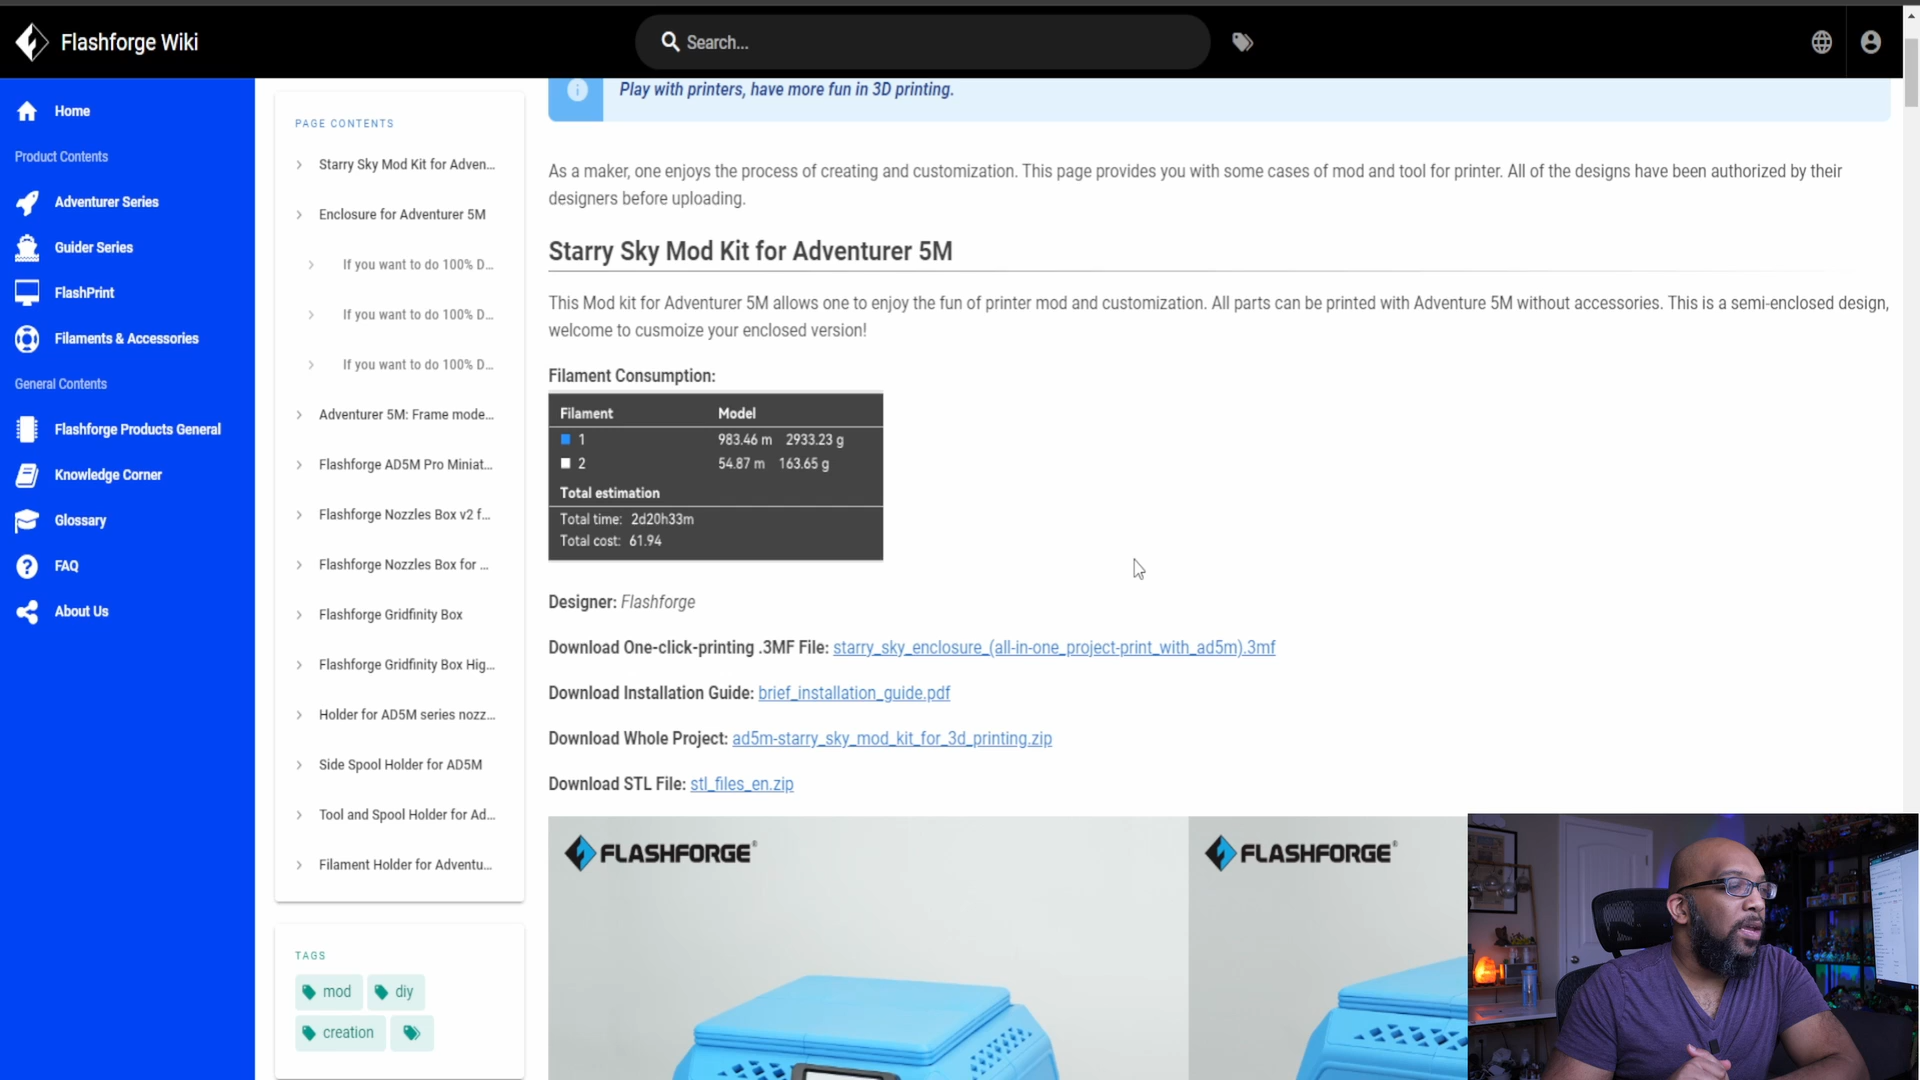 Flashforge Wiki
Search...
Home
Product Contents
Adventurer Series
Guider Series
FlashPrint
Filaments & Accessories
General Contents
Flashforge Products General
Knowledge Corner
Glossary
FAQ
About Us
PAGE CONTENTS
Starry Sky Mod Kit for Adven...
Enclosure for Adventurer 5M
If you want to do 100% D...
If you want to do 100% D...
If you want to do 100% D...
Adventurer 5M: Frame mode...
Flashforge AD5M Pro Miniat...
Flashforge Nozzles Box v2 f...
Flashforge Nozzles Box for ...
Flashforge Gridfinity Box
Flashforge Gridfinity Box Hig...
Holder for AD5M series nozz...
Side Spool Holder for AD5M
Tool and Spool Holder for Ad...
Filament Holder for Adventu...
TAGS
mod
diy
creation
Play with printers, have more fun in 3D printing.
As a maker, one enjoys the process of creating and customization. This page provides you with some cases of mod and tool for printer. All of the designs have been authorized by their
designers before uploading.
Starry Sky Mod Kit for Adventurer 5M
This Mod kit for Adventurer 5M allows one to enjoy the fun of printer mod and customization. All parts can be printed with Adventure 5M without accessories. This is a semi-enclosed design,
welcome to cusmoize your enclosed version!
Filament Consumption:
Filament Model
1 983.46 m 2933.23 g
2 54.87 m 163.65 g
Total estimation
Total time: 2d20h33m
Total cost: 61.94
Designer: Flashforge
Download One-click-printing .3MF File: starry_sky_enclosure_(all-in-one_project-print_with_ad5m).3mf
Download Installation Guide: brief_installation_guide.pdf
Download Whole Project: ad5m-starry_sky_mod_kit_for_3d_printing.zip
Download STL File: stl_files_en.zip
FLASHFORGE®
FLASHFORGE®